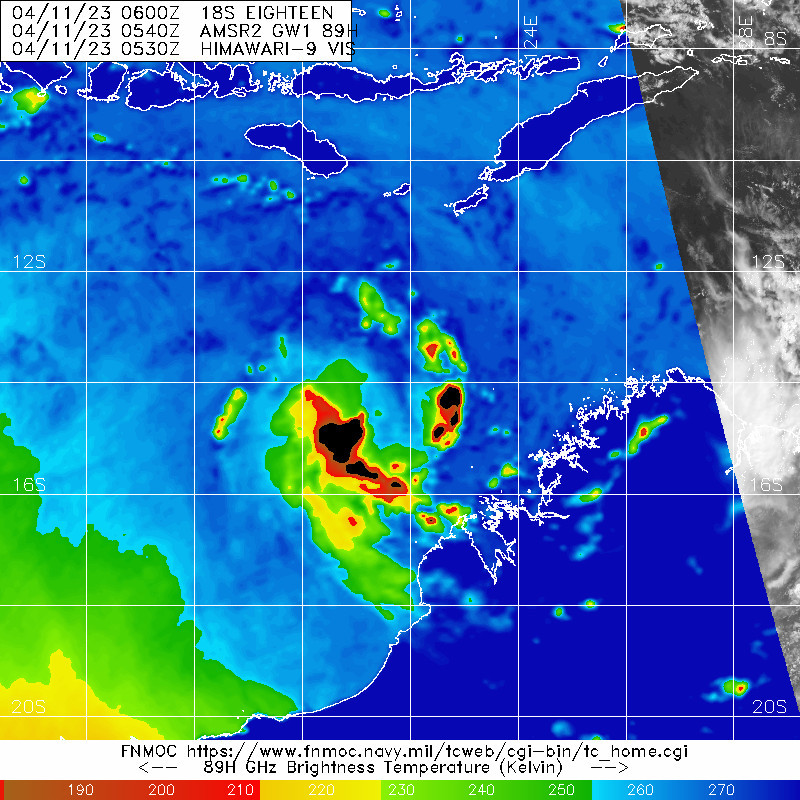 04/11/23 0600Z 18S EIGHTEEN
04/11/23 0540Z AMSR2 GW1 89H
04/11/23 0530Z HIMAWARI-9 VIS
124E
128E
8S
12S 12S
16S 16S
20S 20S
FNMOC https://www.fnmoc.navy.mil/tcweb/cgi-bin/tc_home.cgi
<-- 89H GHz Brightness Temperature (Kelvin) -->
190 200 210 220 230 240 250 260 270